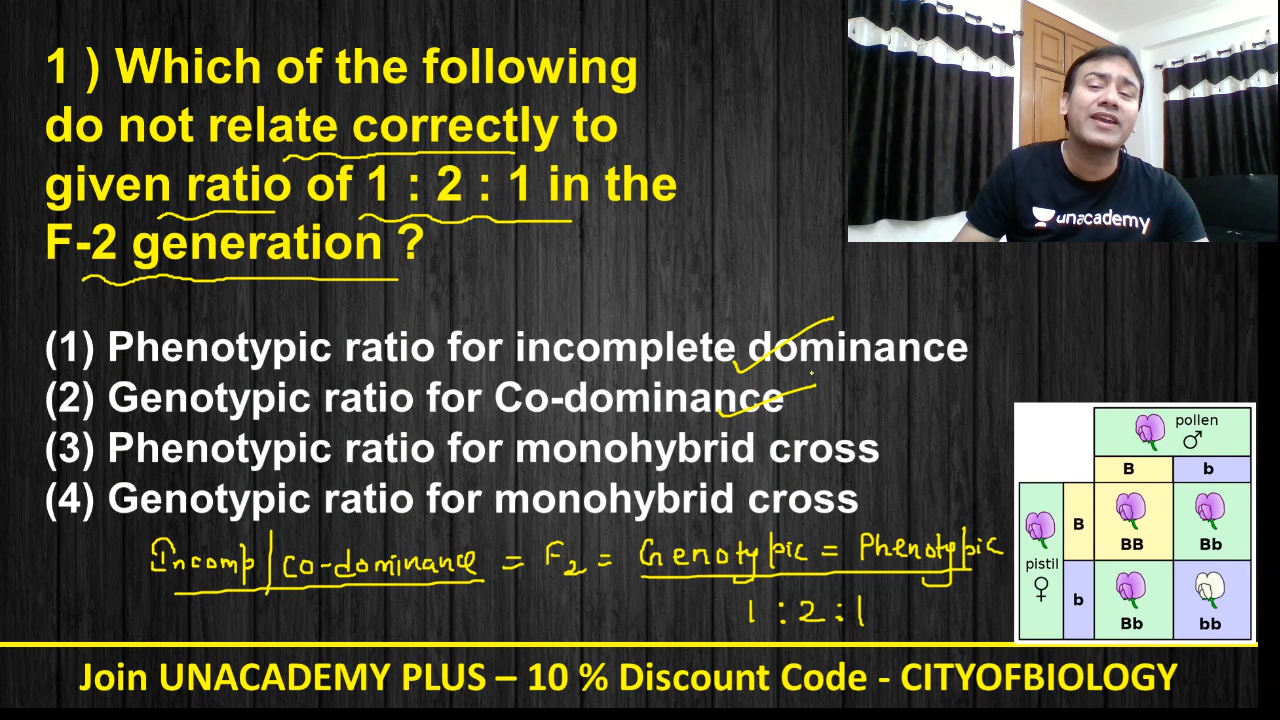 1 ) Which of the following
do not relate correctly to
given ratio of 1 : 2 : 1 in the
F-2 generation ?
unacademy
(1) Phenotypic ratio for incomplete dominance
(2) Genotypic ratio for Co-dominance
(3) Phenotypic ratio for monohybrid cross
(4) Genotypic ratio for monohybrid cross
Incomp | Co-dominance = F2 = Genotypic = Phenotypic
1 : 2 : 1
pollen
♂
B b
pistil
♀
B BB Bb
b Bb bb
Join UNACADEMY PLUS – 10 % Discount Code - CITYOFBIOLOGY